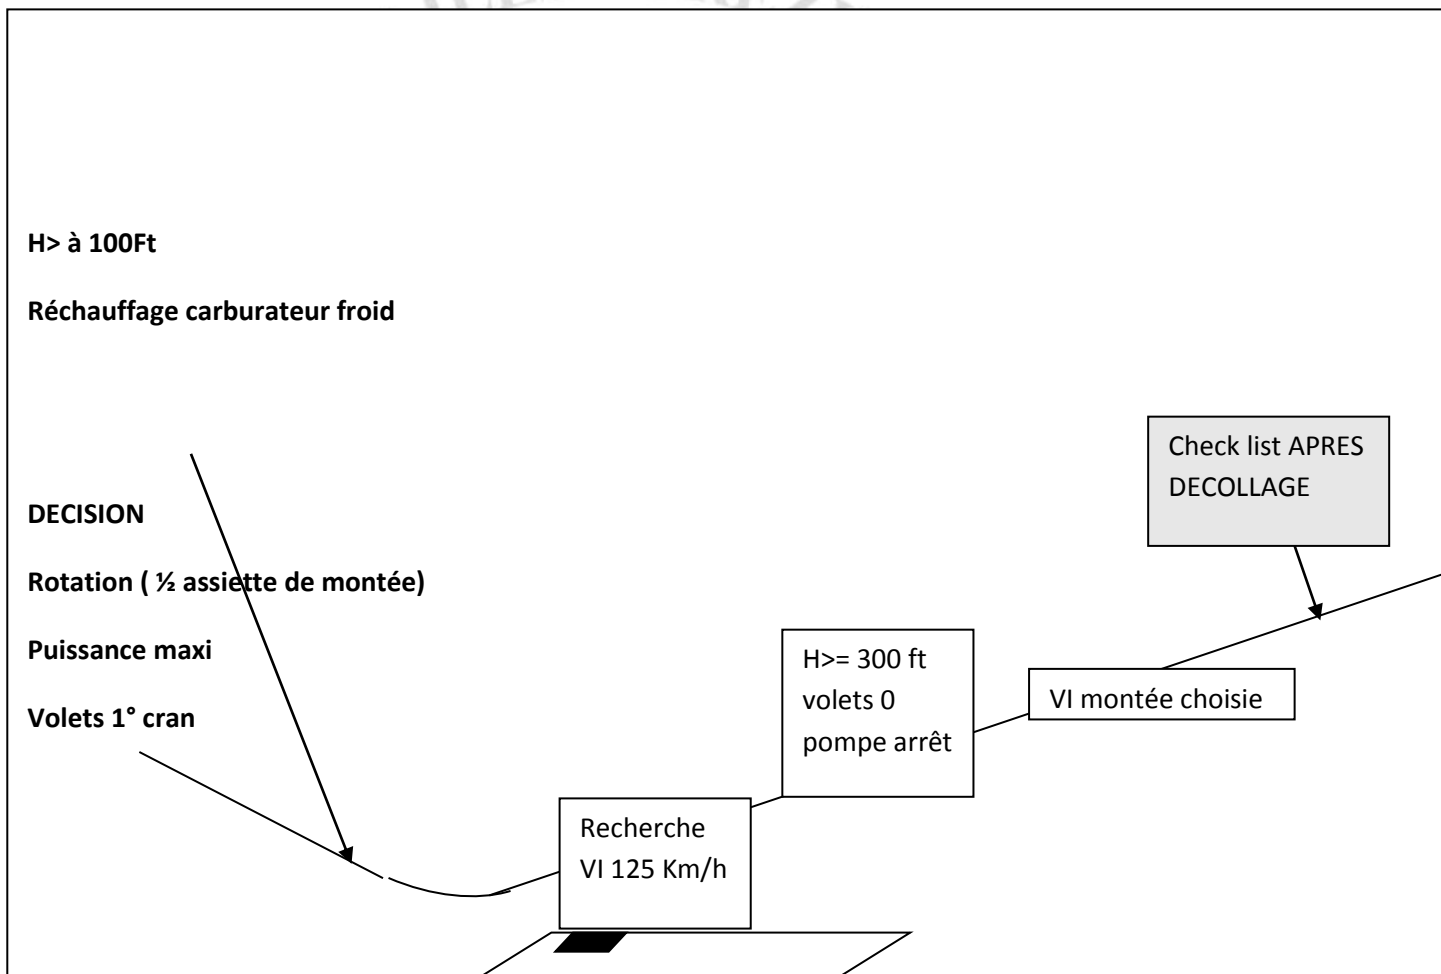 H> à 100Ft
Réchauffage carburateur froid
DECISION
Rotation ( ½ assiette de montée)
Puissance maxi
Volets 1° cran
Recherche
VI 125 Km/h
H>= 300 ft
volets 0
pompe arrêt
VI montée choisie
Check list APRES
DECOLLAGE